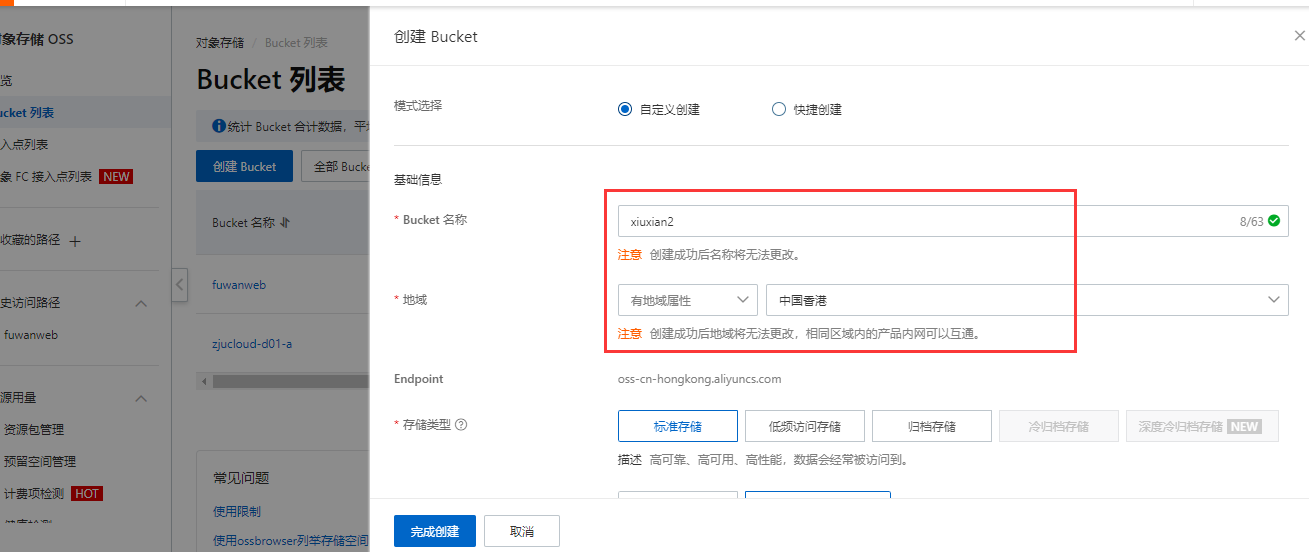 对象存储 OSS
览
Bucket 列表
入点列表
象 FC 接入点列表 NEW
收藏的路径
史访问路径
fuwanweb
源用量
资源包管理
预留空间管理
计费项检测 HOT
对象存储 / Bucket 列表
Bucket 列表
统计 Bucket 合计数据，平
创建 Bucket
全部 Bucke
Bucket 名称
fuwanweb
zjucloud-d01-a
常见问题
使用限制
使用ossbrowser列举存储空间
创建 Bucket
模式选择
自定义创建
快捷创建
基础信息
* Bucket 名称
xiuxian2
8/63
注意 创建成功后名称将无法更改。
* 地域
有地域属性
中国香港
注意 创建成功后地域将无法更改，相同区域内的产品内网可以互通。
Endpoint
oss-cn-hongkong.aliyuncs.com
* 存储类型
标准存储
低频访问存储
归档存储
冷归档存储
深度冷归档存储 NEW
描述 高可靠、高可用、高性能，数据会经常被访问到。
完成创建
取消